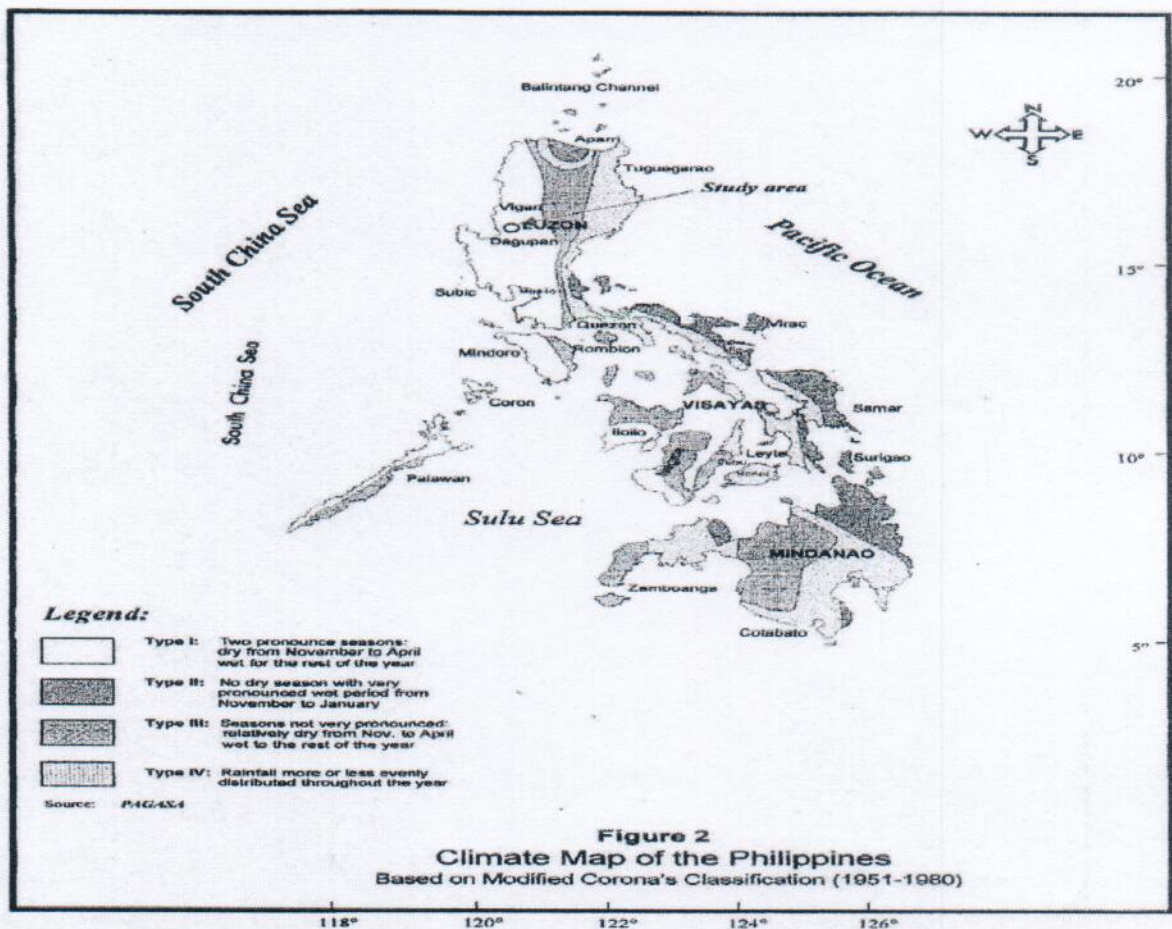 20°
Balintang Channel
N
W E
S
Aparri
Tuguegarao
Study area
Vigan
LUZON
Dagupan
South China Sea
Pacific Ocean
15°
Subic
Quezon
Virac
Mindoro
Romblon
South China Sea
Coron
VISAYAS
Samar
Iloilo
Leyte
Surigao
10°
Palawan
Sulu Sea
MINDANAO
Zamboanga
Cotabato
5°
Legend:
Type I: Two pronounce seasons:
dry from November to April
wet for the rest of the year
Type II: No dry season with very
pronounced wet period from
November to January
Type III: Seasons not very pronounced:
relatively dry from Nov. to April
wet to the rest of the year
Type IV: Rainfall more or less evenly
distributed throughout the year
Source: PAGASA
Figure 2
Climate Map of the Philippines
Based on Modified Corona's Classification (1951-1980)
118° 120° 122° 124° 126°